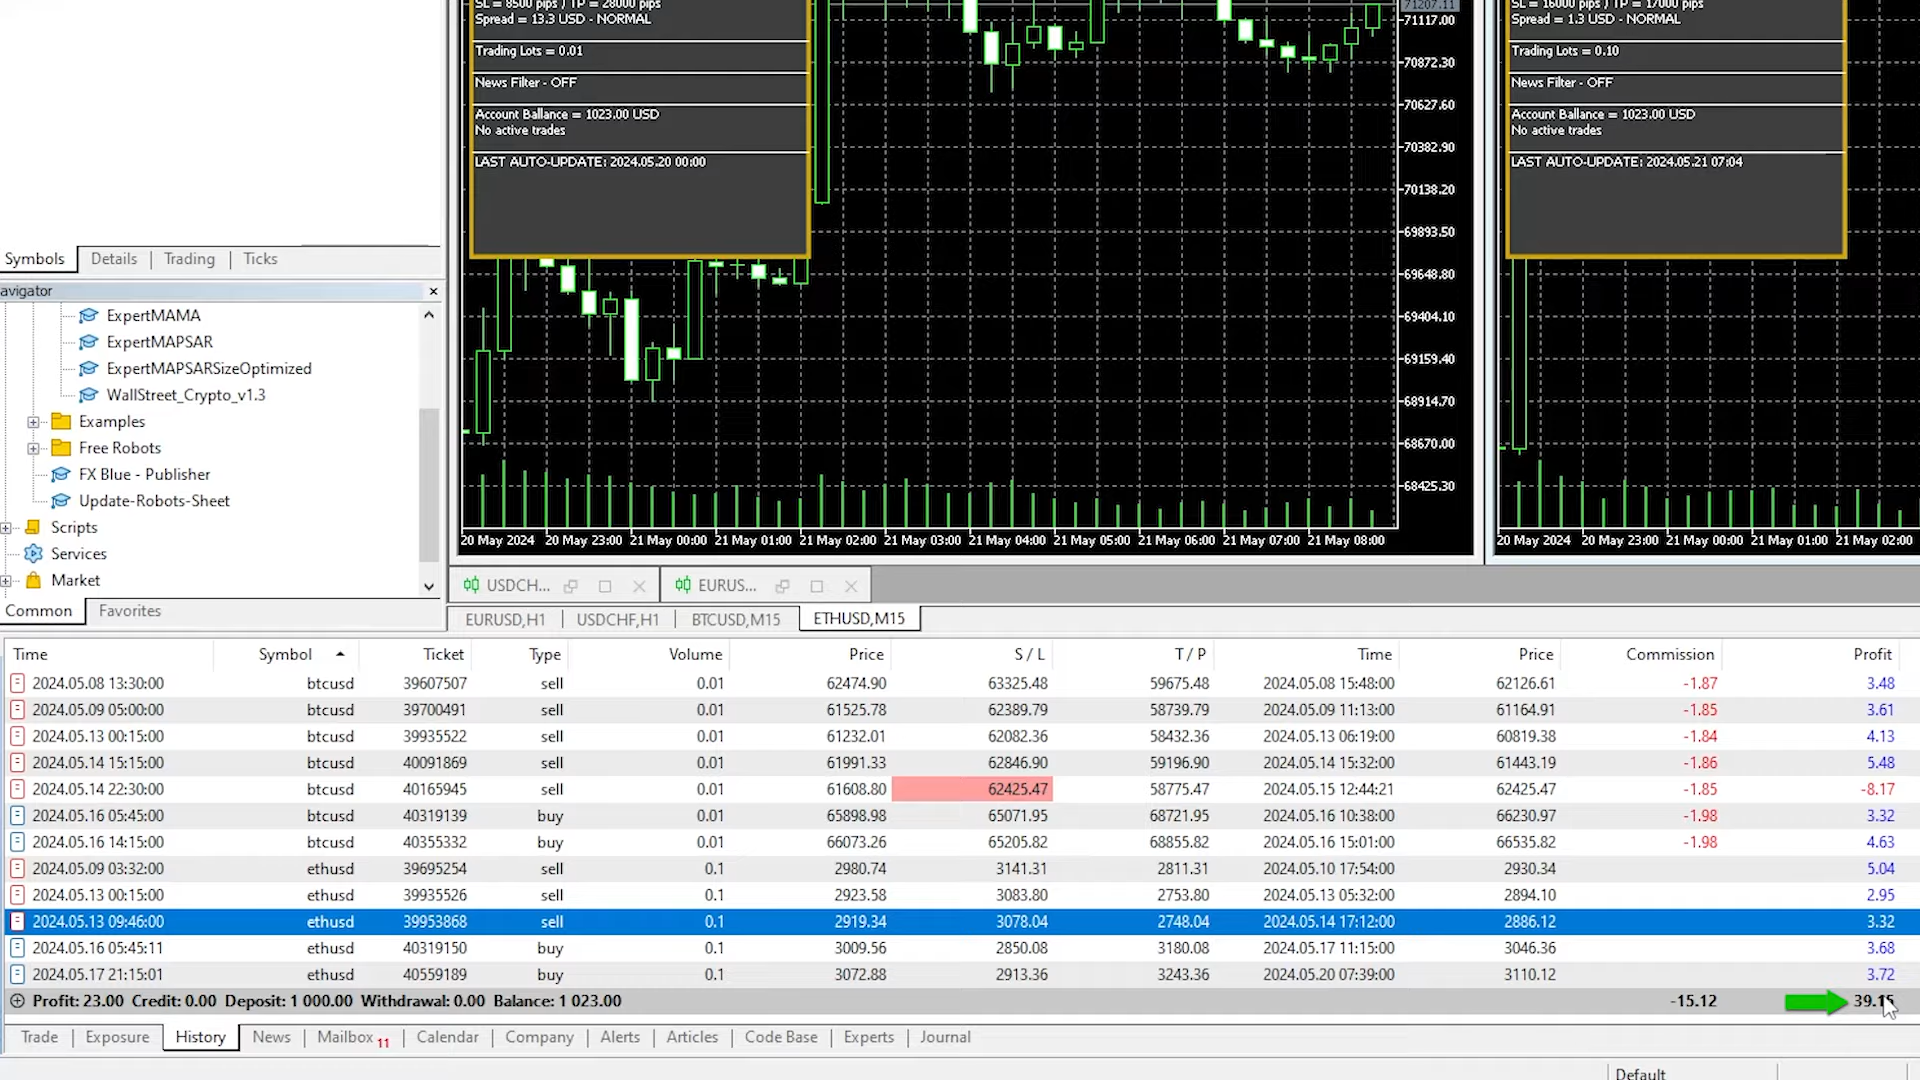 SL = 8500 pips / TP = 28000 pips
Spread = 13.3 USD - NORMAL
Trading Lots = 0.01
News Filter - OFF
Account Ballance = 1023.00 USD
No active trades
LAST AUTO-UPDATE: 2024.05.20 00:00
71207.11
71117.00
70872.30
70627.60
70382.90
70138.20
69893.50
69648.80
69404.10
69159.40
68914.70
68670.00
68425.30
20 May 2024 20 May 23:00 21 May 00:00 21 May 01:00 21 May 02:00 21 May 03:00 21 May 04:00 21 May 05:00 21 May 06:00 21 May 07:00 21 May 08:00
SL = 16000 pips / TP = 17000 pips
Spread = 1.3 USD - NORMAL
Trading Lots = 0.10
News Filter - OFF
Account Ballance = 1023.00 USD
No active trades
LAST AUTO-UPDATE: 2024.05.21 07:04
20 May 2024 20 May 23:00 21 May 00:00 21 May 01:00 21 May 02:00
Symbols Details Trading Ticks
avigator
ExpertMAMA
ExpertMAPSAR
ExpertMAPSARSizeOptimized
WallStreet_Crypto_v1.3
Examples
Free Robots
FX Blue - Publisher
Update-Robots-Sheet
Scripts
Services
Market
Common Favorites
USDCH... EURUS...
EURUSD,H1 USDCHF,H1 BTCUSD,M15 ETHUSD,M15
Time Symbol Ticket Type Volume Price S / L T / P Time Price Commission Profit
2024.05.08 13:30:00 btcusd 39607507 sell 0.01 62474.90 63325.48 59675.48 2024.05.08 15:48:00 62126.61 -1.87 3.48
2024.05.09 05:00:00 btcusd 39700491 sell 0.01 61525.78 62389.79 58739.79 2024.05.09 11:13:00 61164.91 -1.85 3.61
2024.05.13 00:15:00 btcusd 39935522 sell 0.01 61232.01 62082.36 58432.36 2024.05.13 06:19:00 60819.38 -1.84 4.13
2024.05.14 15:15:00 btcusd 40091869 sell 0.01 61991.33 62846.90 59196.90 2024.05.14 15:32:00 61443.19 -1.86 5.48
2024.05.14 22:30:00 btcusd 40165945 sell 0.01 61608.80 62425.47 58775.47 2024.05.15 12:44:21 62425.47 -1.85 -8.17
2024.05.16 05:45:00 btcusd 40319139 buy 0.01 65898.98 65071.95 68721.95 2024.05.16 10:38:00 66230.97 -1.98 3.32
2024.05.16 14:15:00 btcusd 40355332 buy 0.01 66073.26 65205.82 68855.82 2024.05.16 15:01:00 66535.82 -1.98 4.63
2024.05.09 03:32:00 ethusd 39695254 sell 0.1 2980.74 3141.31 2811.31 2024.05.10 17:54:00 2930.34 5.04
2024.05.13 00:15:00 ethusd 39935526 sell 0.1 2923.58 3083.80 2753.80 2024.05.13 05:32:00 2894.10 2.95
2024.05.13 09:46:00 ethusd 39953868 sell 0.1 2919.34 3078.04 2748.04 2024.05.14 17:12:00 2886.12 3.32
2024.05.16 05:45:11 ethusd 40319150 buy 0.1 3009.56 2850.08 3180.08 2024.05.17 11:15:00 3046.36 3.68
2024.05.17 21:15:01 ethusd 40559189 buy 0.1 3072.88 2913.36 3243.36 2024.05.20 07:39:00 3110.12 3.72
Profit: 23.00 Credit: 0.00 Deposit: 1 000.00 Withdrawal: 0.00 Balance: 1 023.00 -15.12 39.15
Trade Exposure History News Mailbox 11 Calendar Company Alerts Articles Code Base Experts Journal
Default